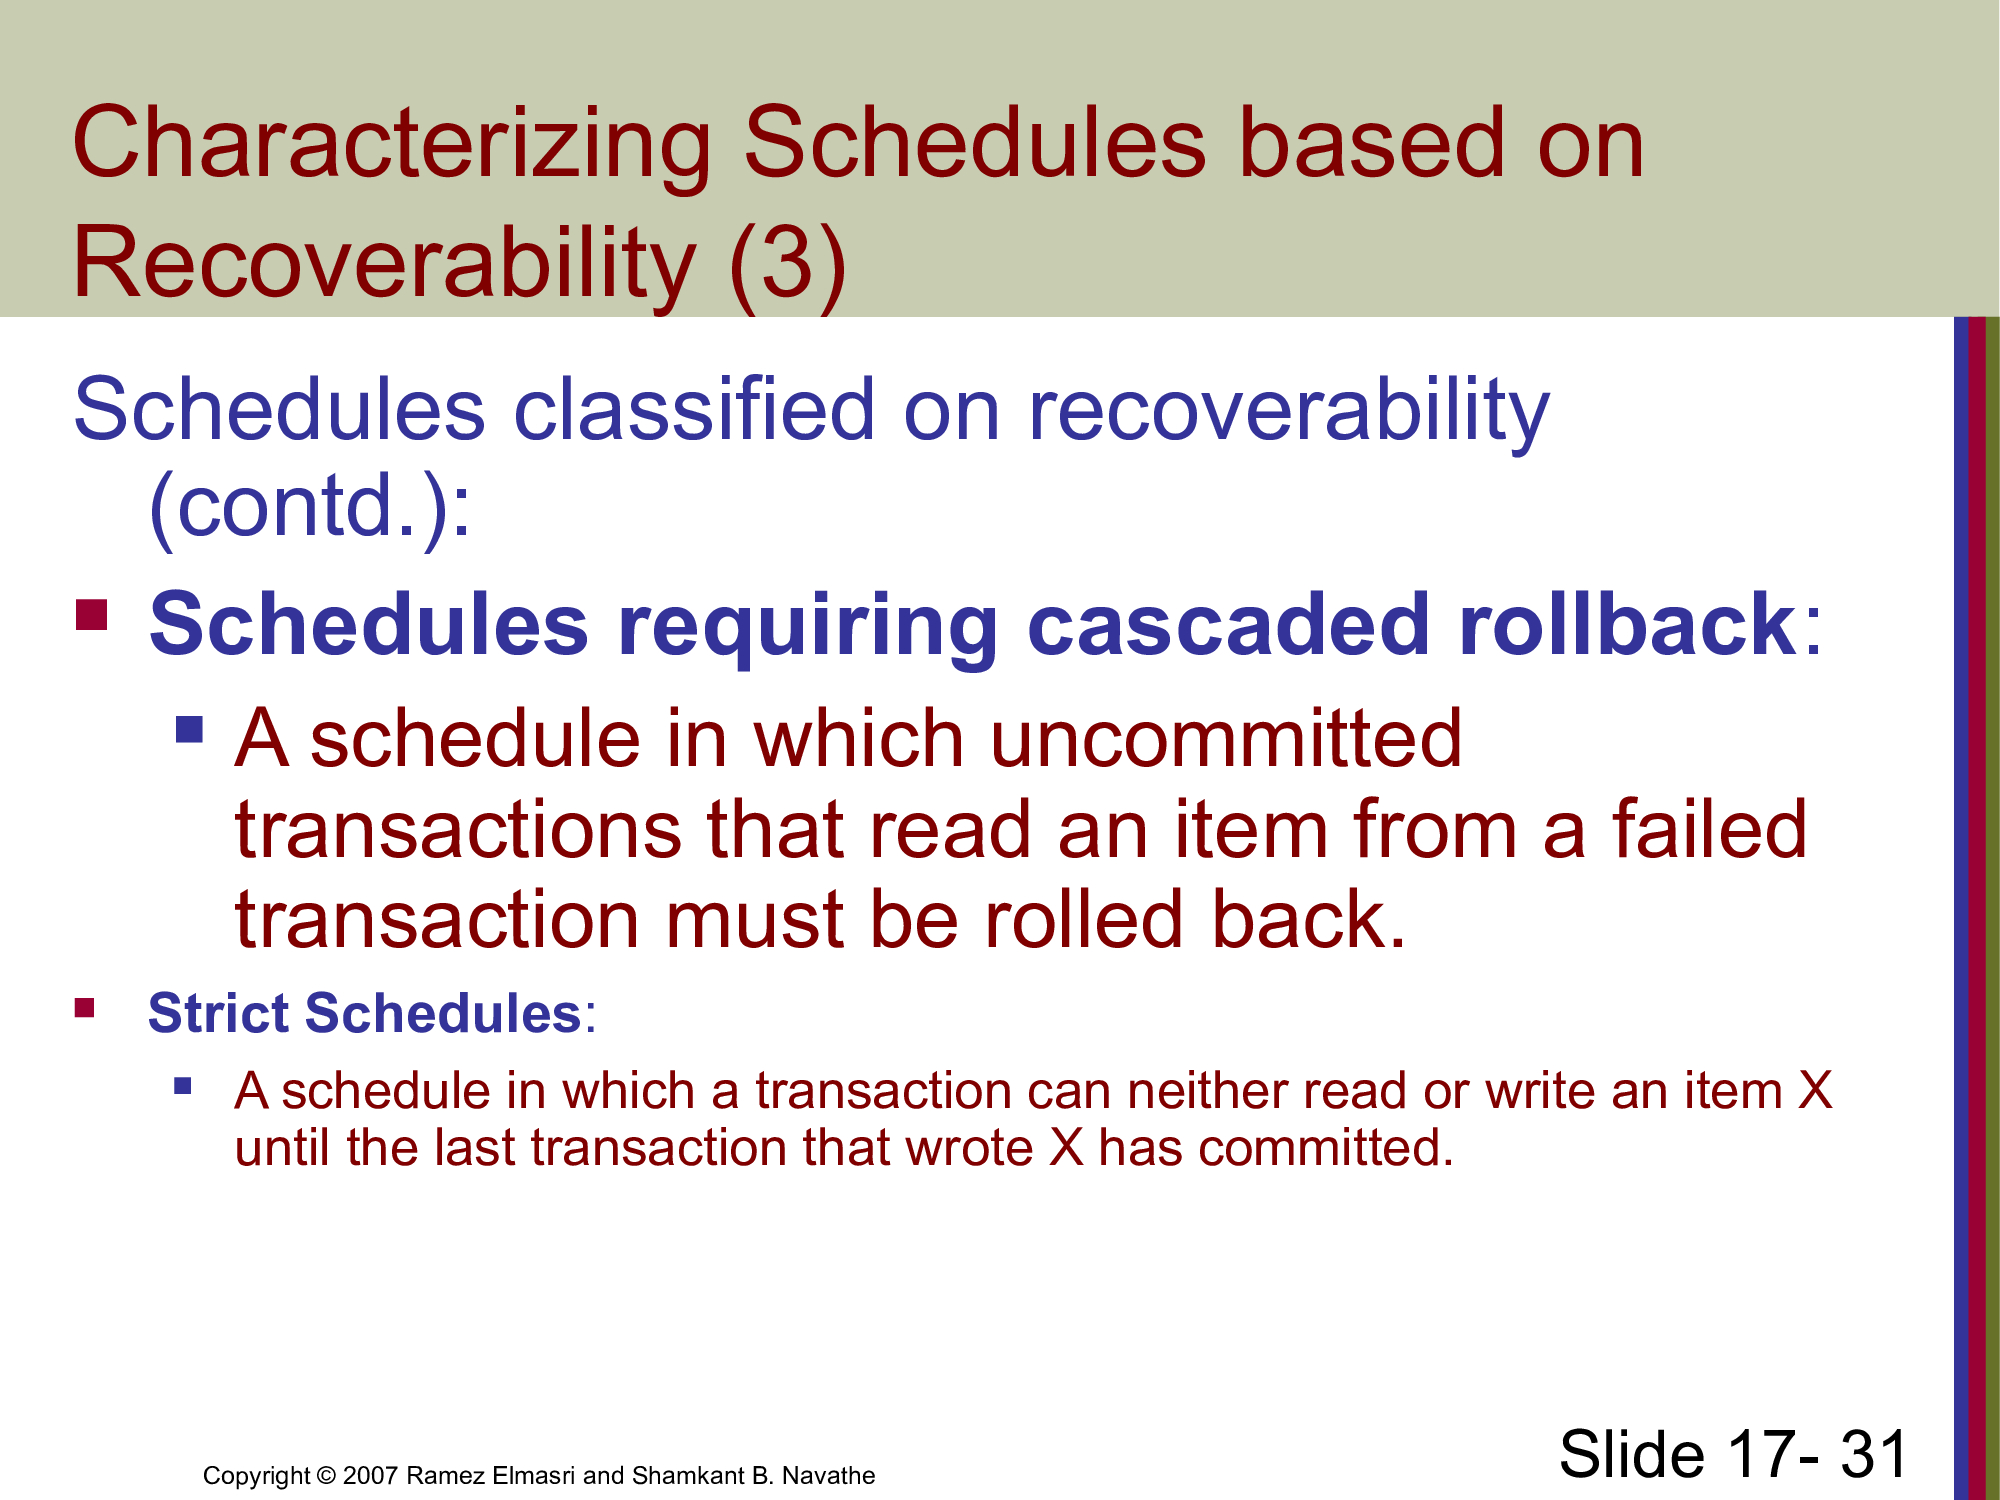 Characterizing Schedules based on
Recoverability (3)
Schedules classified on recoverability
(contd.):
Schedules requiring cascaded rollback:
A schedule in which uncommitted
transactions that read an item from a failed
transaction must be rolled back.
Strict Schedules:
A schedule in which a transaction can neither read or write an item X
until the last transaction that wrote X has committed.
Copyright © 2007 Ramez Elmasri and Shamkant B. Navathe
Slide 17- 31